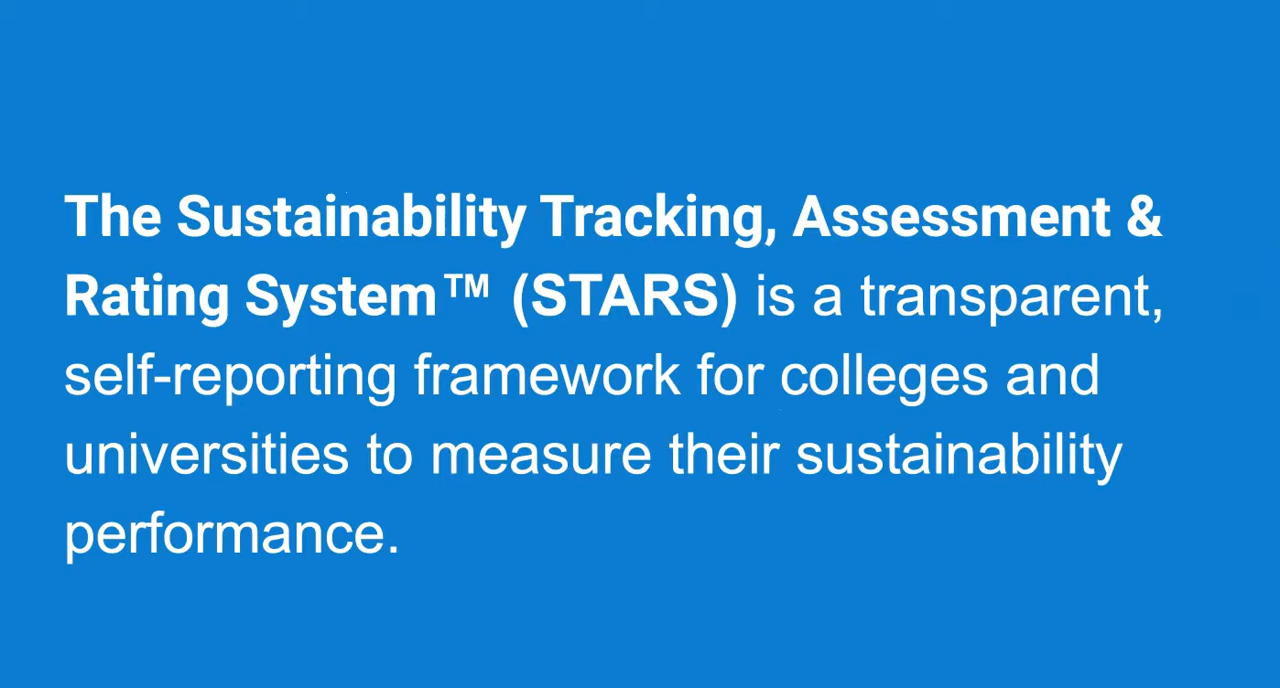 The Sustainability Tracking, Assessment &
Rating System™ (STARS) is a transparent,
self-reporting framework for colleges and
universities to measure their sustainability
performance.